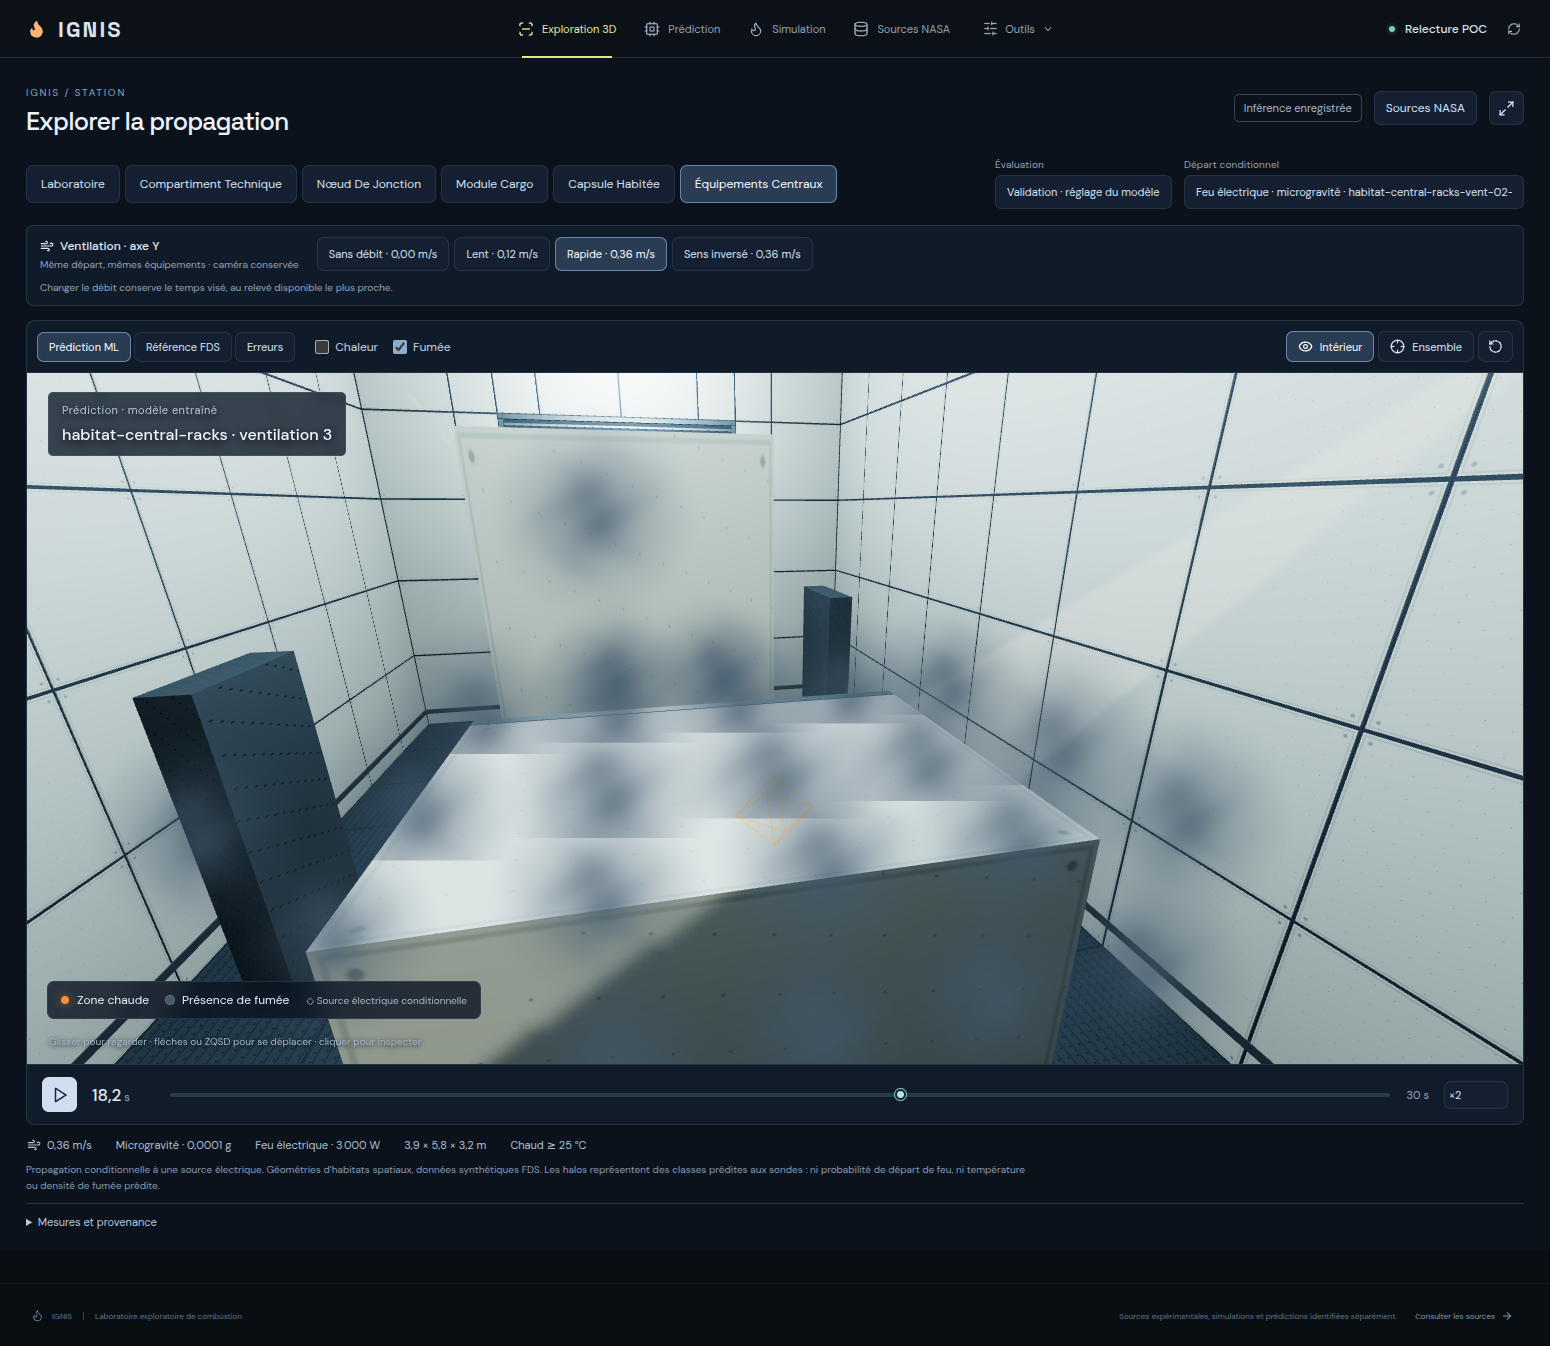 IGNIS
Exploration 3D
Prédiction
Simulation
Sources NASA
Outils
Relecture POC
IGNIS / STATION
Explorer la propagation
Inférence enregistrée
Sources NASA
Laboratoire
Compartiment Technique
Nœud De Jonction
Module Cargo
Capsule Habitée
Équipements Centraux
Évaluation
Validation · réglage du modèle
Départ conditionnel
Feu électrique · microgravité · habitat-central-racks-vent-02-
Ventilation · axe Y
Même départ, mêmes équipements · caméra conservée
Sans débit · 0,00 m/s
Lent · 0,12 m/s
Rapide · 0,36 m/s
Sens inversé · 0,36 m/s
Changer le débit conserve le temps visé, au relevé disponible le plus proche.
Prédiction ML
Référence FDS
Erreurs
Chaleur
Fumée
Intérieur
Ensemble
Prédiction · modèle entraîné
habitat-central-racks · ventilation 3
Zone chaude
Présence de fumée
◇ Source électrique conditionnelle
Glisser pour regarder · flèches ou ZQSD pour se déplacer · cliquer pour inspecter
18,2 s
30 s
×2
0,36 m/s
Microgravité · 0,0001 g
Feu électrique · 3 000 W
3,9 × 5,8 × 3,2 m
Chaud ≥ 25 °C
Propagation conditionnelle à une source électrique. Géométries d'habitats spatiaux, données synthétiques FDS. Les halos représentent des classes prédites aux sondes : ni probabilité de départ de feu, ni température
ou densité de fumée prédite.
▶ Mesures et provenance
IGNIS | Laboratoire exploratoire de combustion
Sources expérimentales, simulations et prédictions identifiées séparément.
Consulter les sources →